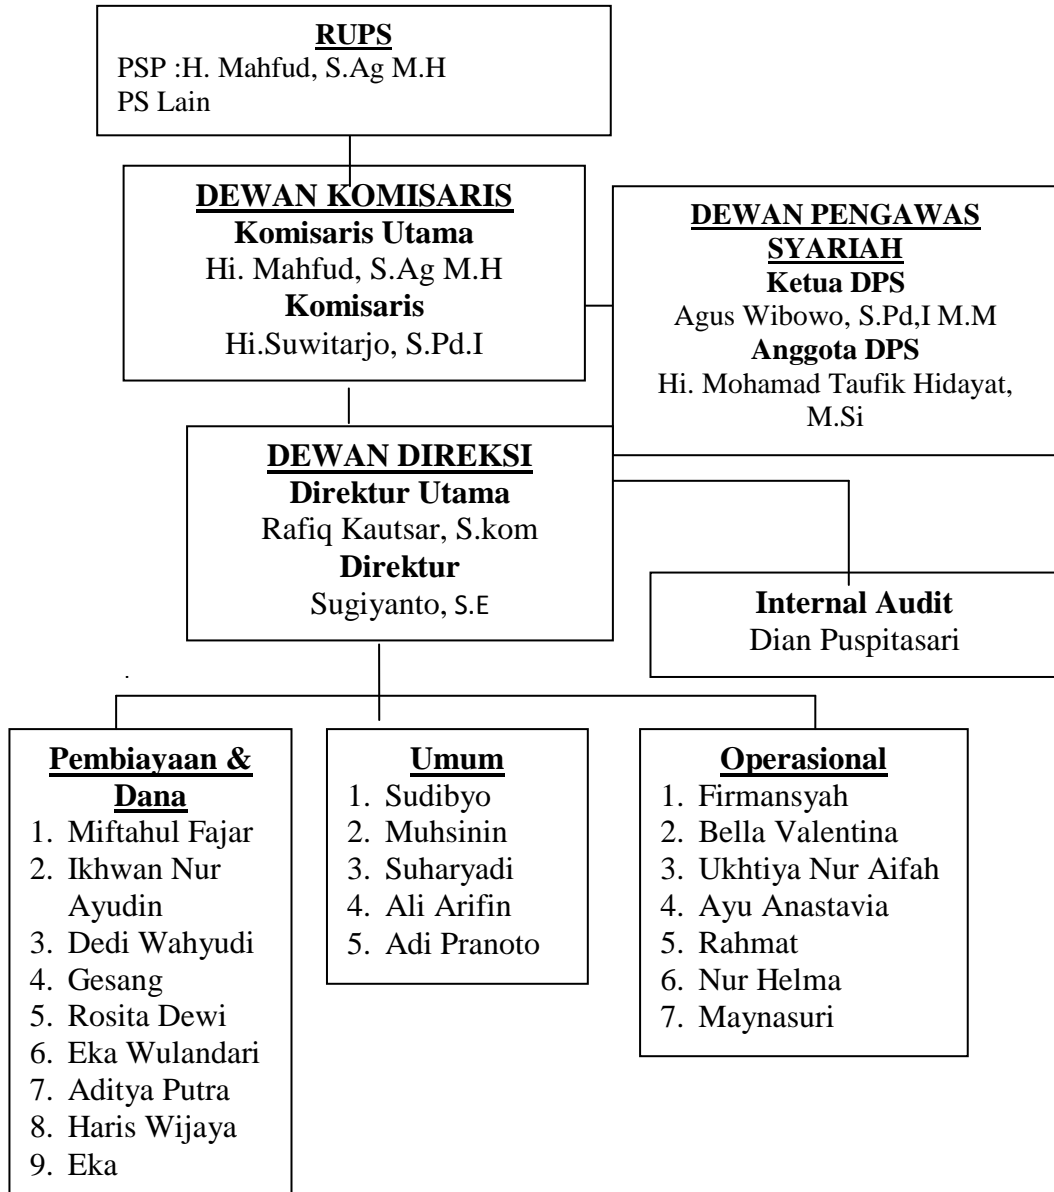 RUPS
PSP :H. Mahfud, S.Ag M.H
PS Lain
DEWAN KOMISARIS
Komisaris Utama
Hi. Mahfud, S.Ag M.H
Komisaris
Hi.Suwitarjo, S.Pd.I
DEWAN PENGAWAS
SYARIAH
Ketua DPS
Agus Wibowo, S.Pd,I M.M
Anggota DPS
Hi. Mohamad Taufik Hidayat,
M.Si
DEWAN DIREKSI
Direktur Utama
Rafiq Kautsar, S.kom
Direktur
Sugiyanto, S.E
Internal Audit
Dian Puspitasari
.
Pembiayaan &
Dana
1. Miftahul Fajar
2. Ikhwan Nur
Ayudin
3. Dedi Wahyudi
4. Gesang
5. Rosita Dewi
6. Eka Wulandari
7. Aditya Putra
8. Haris Wijaya
9. Eka
Umum
1. Sudibyo
2. Muhsinin
3. Suharyadi
4. Ali Arifin
5. Adi Pranoto
Operasional
1. Firmansyah
2. Bella Valentina
3. Ukhtiya Nur Aifah
4. Ayu Anastavia
5. Rahmat
6. Nur Helma
7. Maynasuri